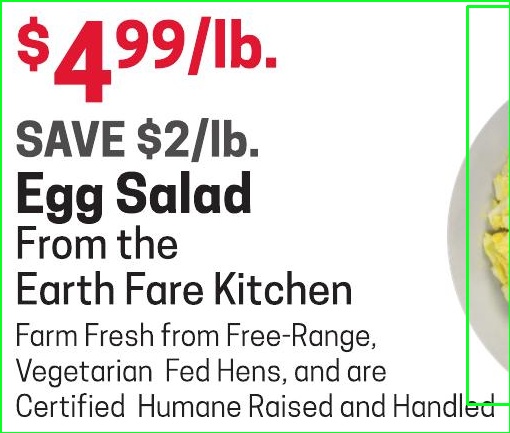 $4.99/lb.
SAVE $2/lb.
Egg Salad
From the
Earth Fare Kitchen
Farm Fresh from Free-Range,
Vegetarian Fed Hens, and are
Certified Humane Raised and Handled